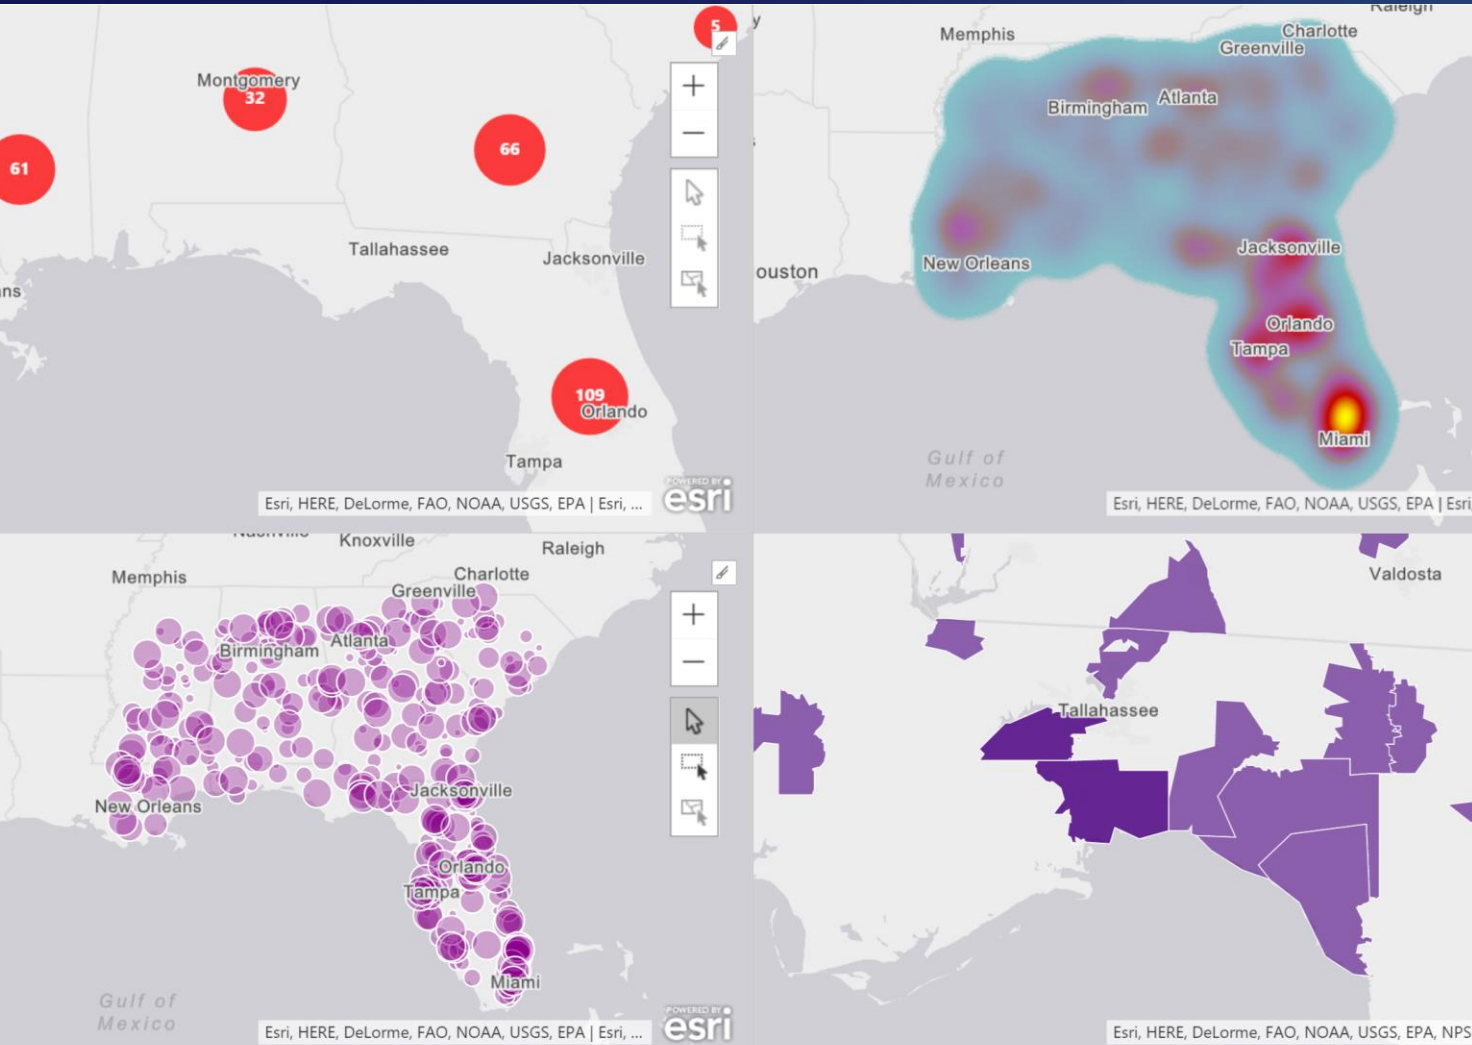 5
Montgomery
32
66
61
Tallahassee
Jacksonville
ns
109
Orlando
Tampa
Esri, HERE, DeLorme, FAO, NOAA, USGS, EPA | Esri, ...
POWERED BY
esri
y
Raleigh
Memphis
Charlotte
Greenville
Birmingham
Atlanta
Jacksonville
New Orleans
ouston
Orlando
Tampa
Miami
Gulf of
Mexico
Esri, HERE, DeLorme, FAO, NOAA, USGS, EPA | Esri
Nashville
Knoxville
Raleigh
Memphis
Charlotte
Greenville
Atlanta
Birmingham
Jacksonville
New Orleans
Orlando
Tampa
Miami
Gulf of
Mexico
Esri, HERE, DeLorme, FAO, NOAA, USGS, EPA | Esri, ...
POWERED BY
esri
Valdosta
Tallahassee
Esri, HERE, DeLorme, FAO, NOAA, USGS, EPA, NPS